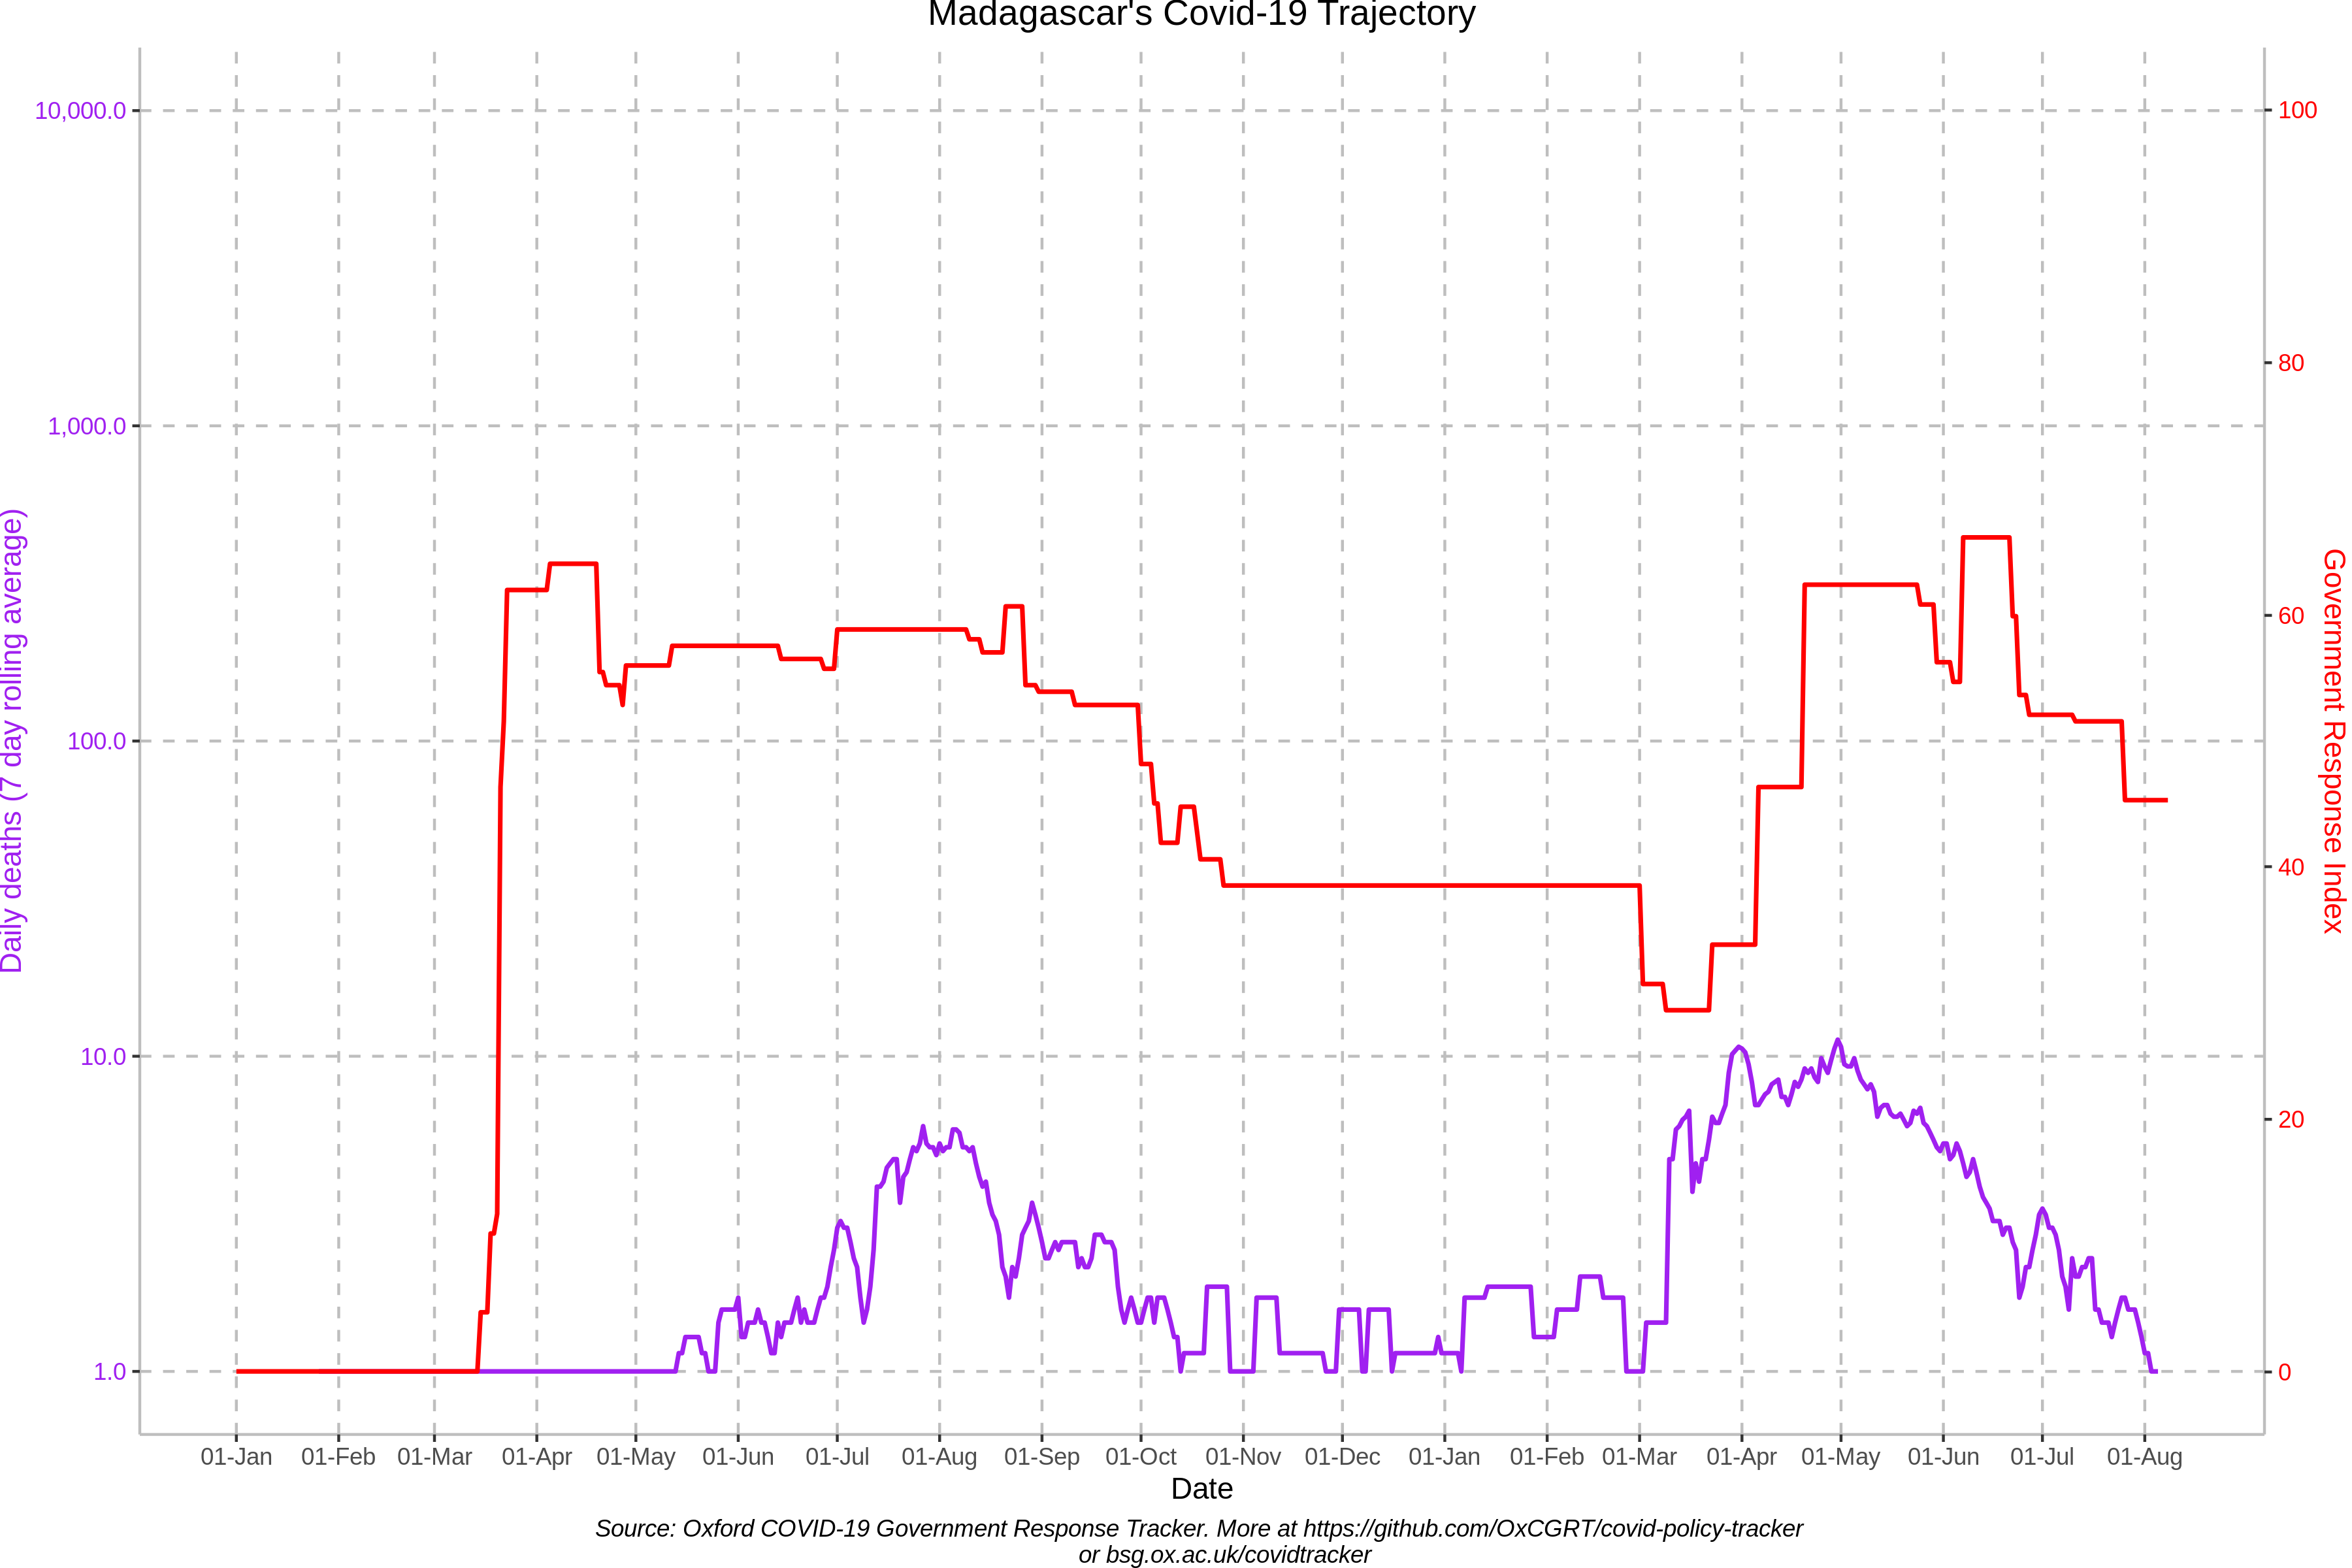 Madagascar's Covid-19 Trajectory
10,000.0
1,000.0
100.0
10.0
1.0
Daily deaths (7 day rolling average)
100
80
60
40
20
0
Government Response Index
01-Jan 01-Feb 01-Mar 01-Apr 01-May 01-Jun 01-Jul 01-Aug 01-Sep 01-Oct 01-Nov 01-Dec 01-Jan 01-Feb 01-Mar 01-Apr 01-May 01-Jun 01-Jul 01-Aug
Date
Source: Oxford COVID-19 Government Response Tracker. More at https://github.com/OxCGRT/covid-policy-tracker
or bsg.ox.ac.uk/covidtracker